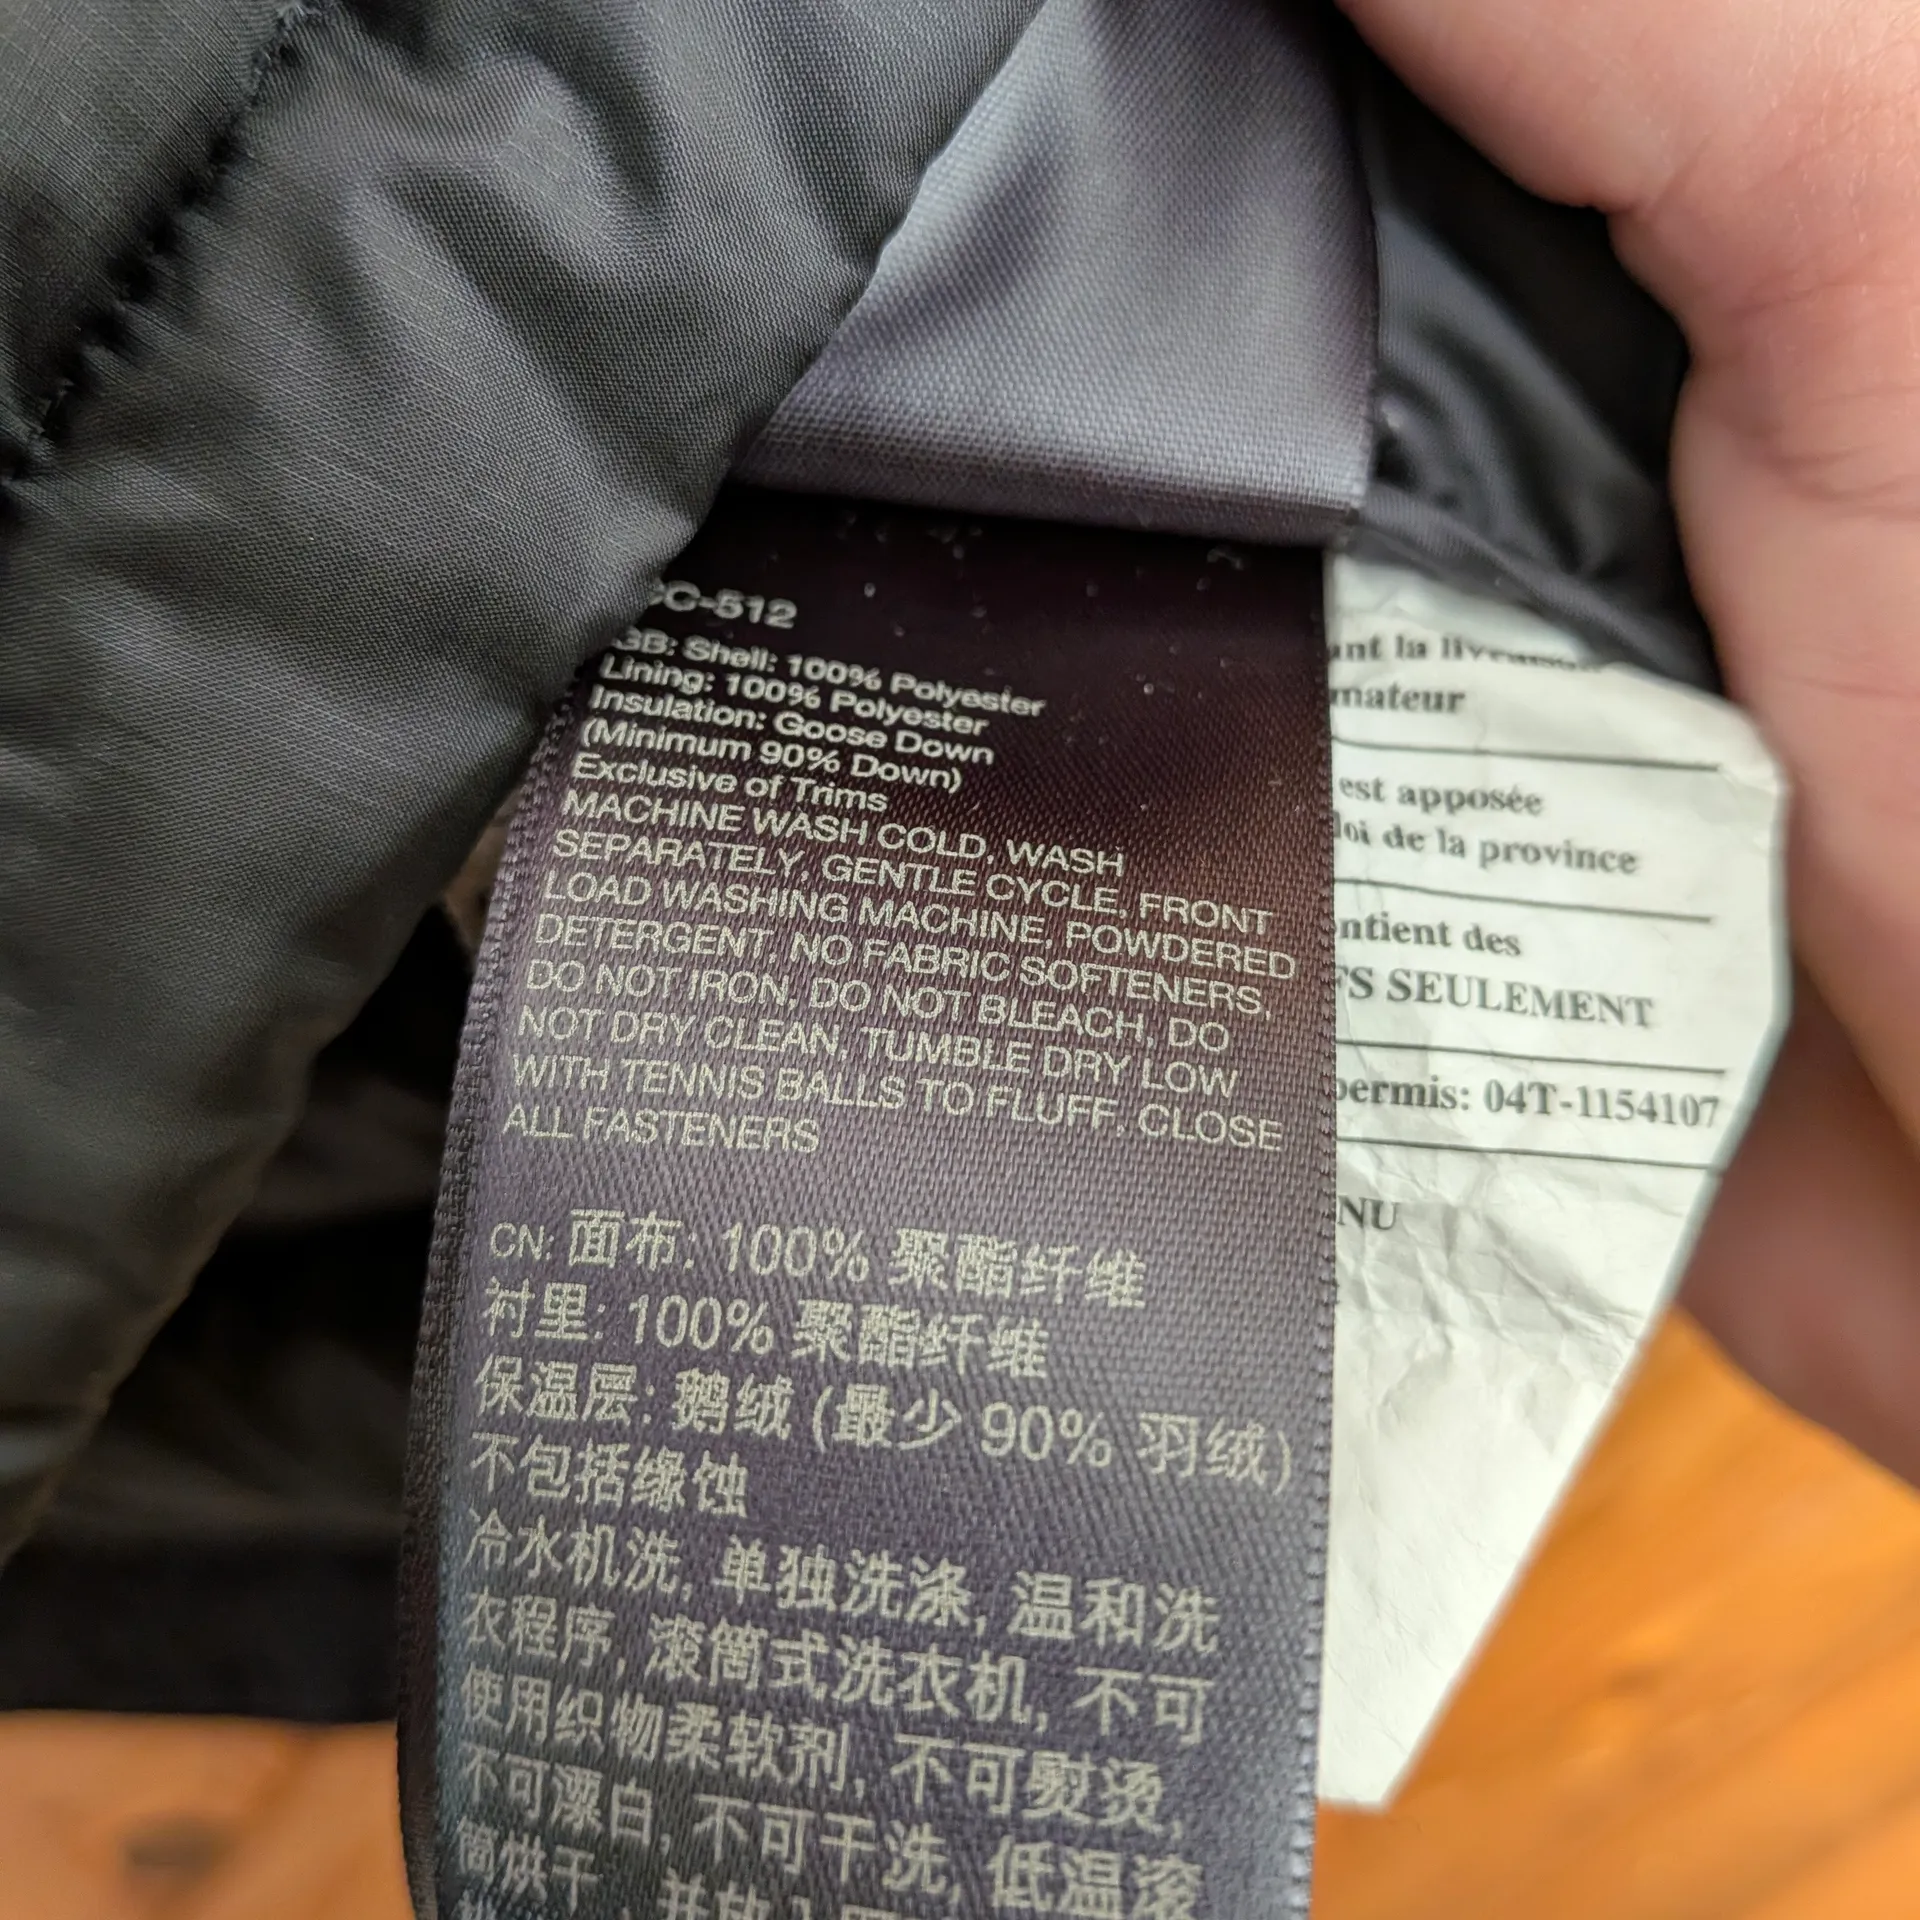 CC-512
GB: Shell: 100% Polyester
Lining: 100% Polyester
Insulation: Goose Down
(Minimum 90% Down)
Exclusive of Trims
MACHINE WASH COLD, WASH
SEPARATELY, GENTLE CYCLE, FRONT
LOAD WASHING MACHINE, POWDERED
DETERGENT, NO FABRIC SOFTENERS,
DO NOT IRON, DO NOT BLEACH, DO
NOT DRY CLEAN, TUMBLE DRY LOW
WITH TENNIS BALLS TO FLUFF, CLOSE
ALL FASTENERS
CN: 面布: 100% 聚酯纤维
衬里: 100% 聚酯纤维
保温层: 鹅绒 (最少 90% 羽绒)
不包括缘蚀
冷水机洗, 单独洗涤, 温和洗
衣程序, 滚筒式洗衣机, 不可
使用织物柔软剂, 不可熨烫,
不可漂白, 不可干洗, 低温滚
筒烘干
ant la
mateur
est apposée
loi de la province
ntient des
FS SEULEMENT
permis: 04T-1154107
NU